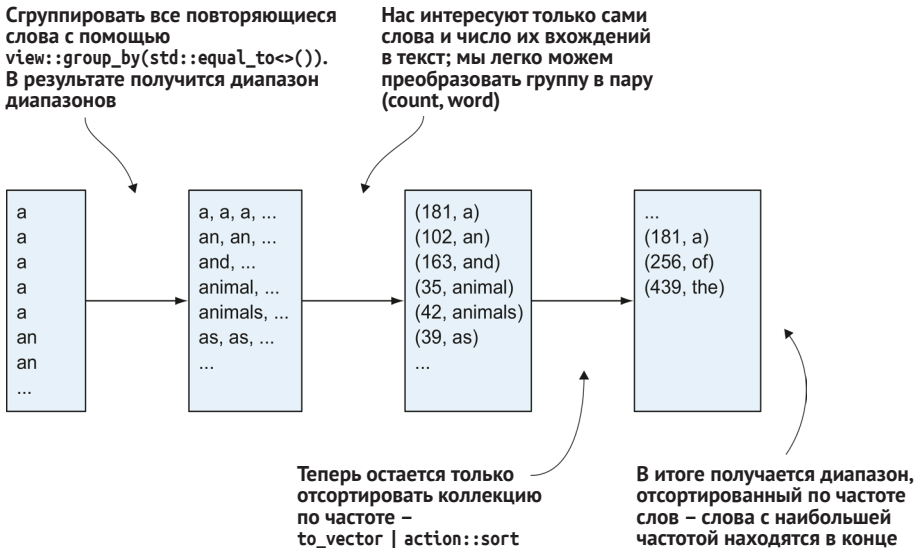 Сгруппировать все повторяющиеся
слова с помощью
view::group_by(std::equal_to<>()).
В результате получится диапазон
диапазонов
Нас интересуют только сами
слова и число их вхождений
в текст; мы легко можем
преобразовать группу в пару
(count, word)
a
a
a
a
a
an
an
...
a, a, a, ...
an, an, ...
and, ...
animal, ...
animals, ...
as, as, ...
...
(181, a)
(102, an)
(163, and)
(35, animal)
(42, animals)
(39, as)
...
...
(181, a)
(256, of)
(439, the)
Теперь остается только
отсортировать коллекцию
по частоте –
to_vector | action::sort
В итоге получается диапазон,
отсортированный по частоте
слов – слова с наибольшей
частотой находятся в конце